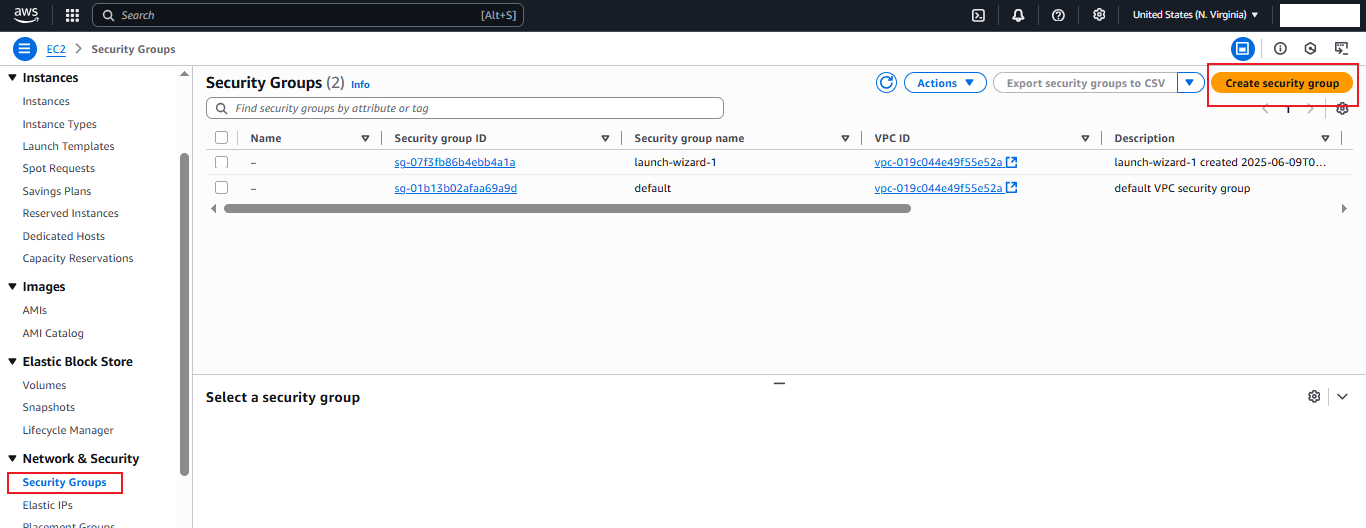 aws
Search [Alt+S]
United States (N. Virginia)
EC2 > Security Groups
Instances
Instances
Instance Types
Launch Templates
Spot Requests
Savings Plans
Reserved Instances
Dedicated Hosts
Capacity Reservations
Images
AMIs
AMI Catalog
Elastic Block Store
Volumes
Snapshots
Lifecycle Manager
Network & Security
Security Groups
Elastic IPs
Placement Groups
Security Groups (2) Info
Actions
Export security groups to CSV
Create security group
Find security groups by attribute or tag
1
Name Security group ID Security group name VPC ID Description
– sg-07f3fb86b4ebb4a1a launch-wizard-1 vpc-019c044e49f55e52a launch-wizard-1 created 2025-06-09T0...
– sg-01b13b02afaa69a9d default vpc-019c044e49f55e52a default VPC security group
Select a security group